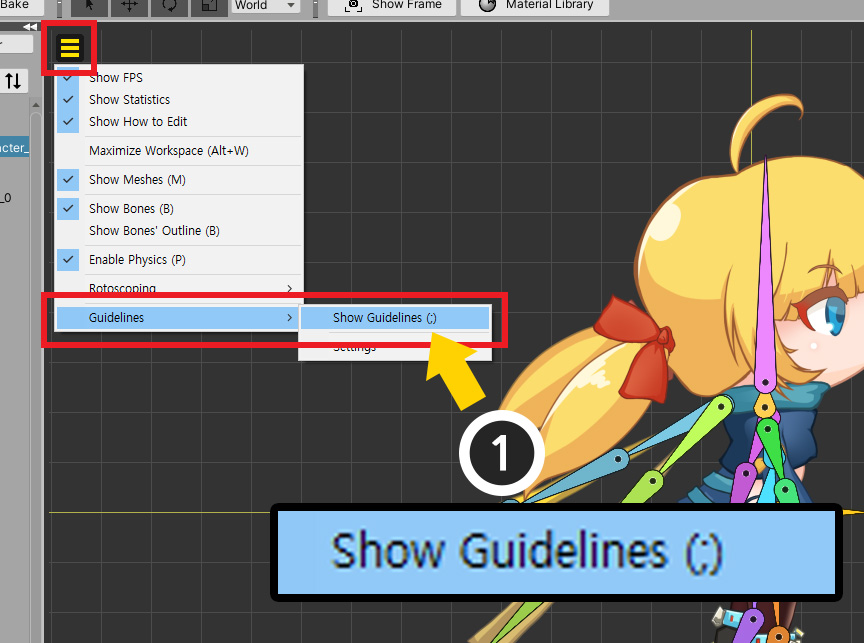 Bake
World
Show Frame
Material Library
Show FPS
Show Statistics
Show How to Edit
Maximize Workspace (Alt+W)
Show Meshes (M)
Show Bones (B)
Show Bones' Outline (B)
Enable Physics (P)
Rotoscoping
Guidelines
Show Guidelines (;)
Settings
acter_
_0
1
Show Guidelines (;)